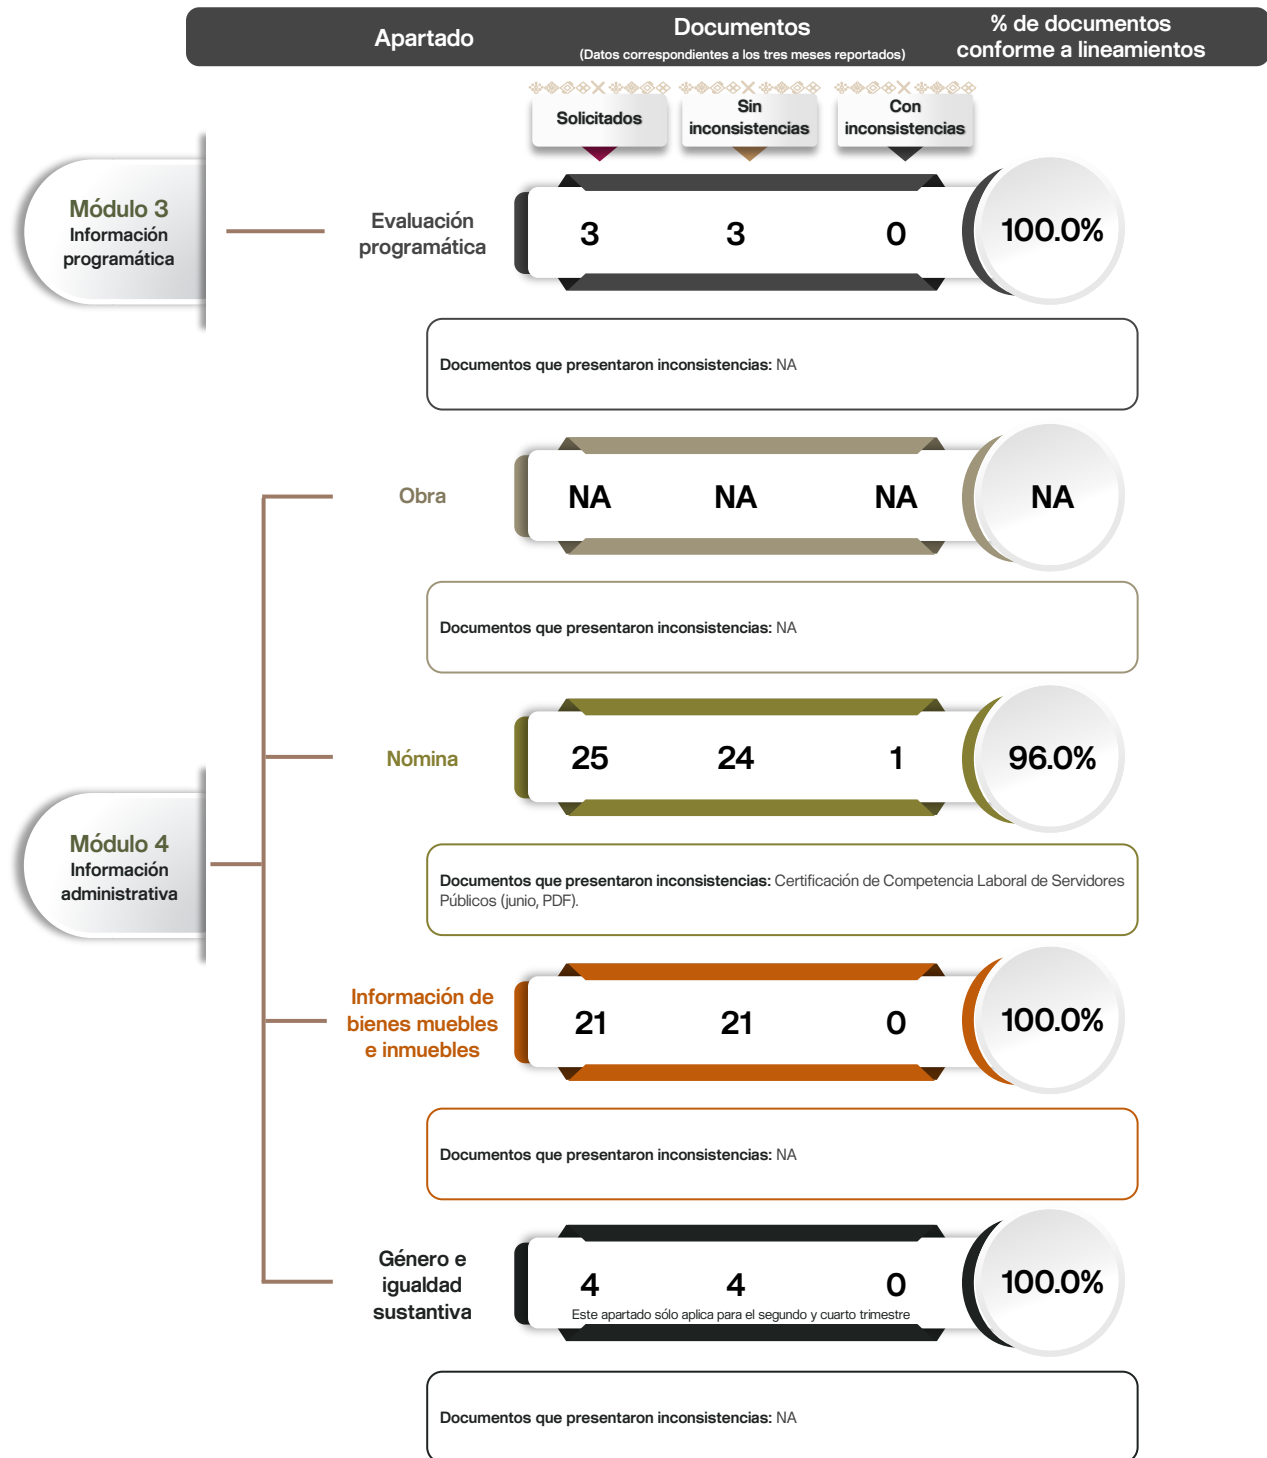 Apartado
Documentos
(Datos correspondientes a los tres meses reportados)
% de documentos
conforme a lineamientos
Solicitados
Sin
inconsistencias
Con
inconsistencias
Módulo 3
Información
programática
Evaluación
programática
3 3 0 100.0%
Documentos que presentaron inconsistencias: NA
Obra
NA NA NA NA
Documentos que presentaron inconsistencias: NA
Módulo 4
Información
administrativa
Nómina
25 24 1 96.0%
Documentos que presentaron inconsistencias: Certificación de Competencia Laboral de Servidores
Públicos (junio, PDF).
Información de
bienes muebles
e inmuebles
21 21 0 100.0%
Documentos que presentaron inconsistencias: NA
Género e
igualdad
sustantiva
4 4 0 100.0%
Este apartado sólo aplica para el segundo y cuarto trimestre
Documentos que presentaron inconsistencias: NA